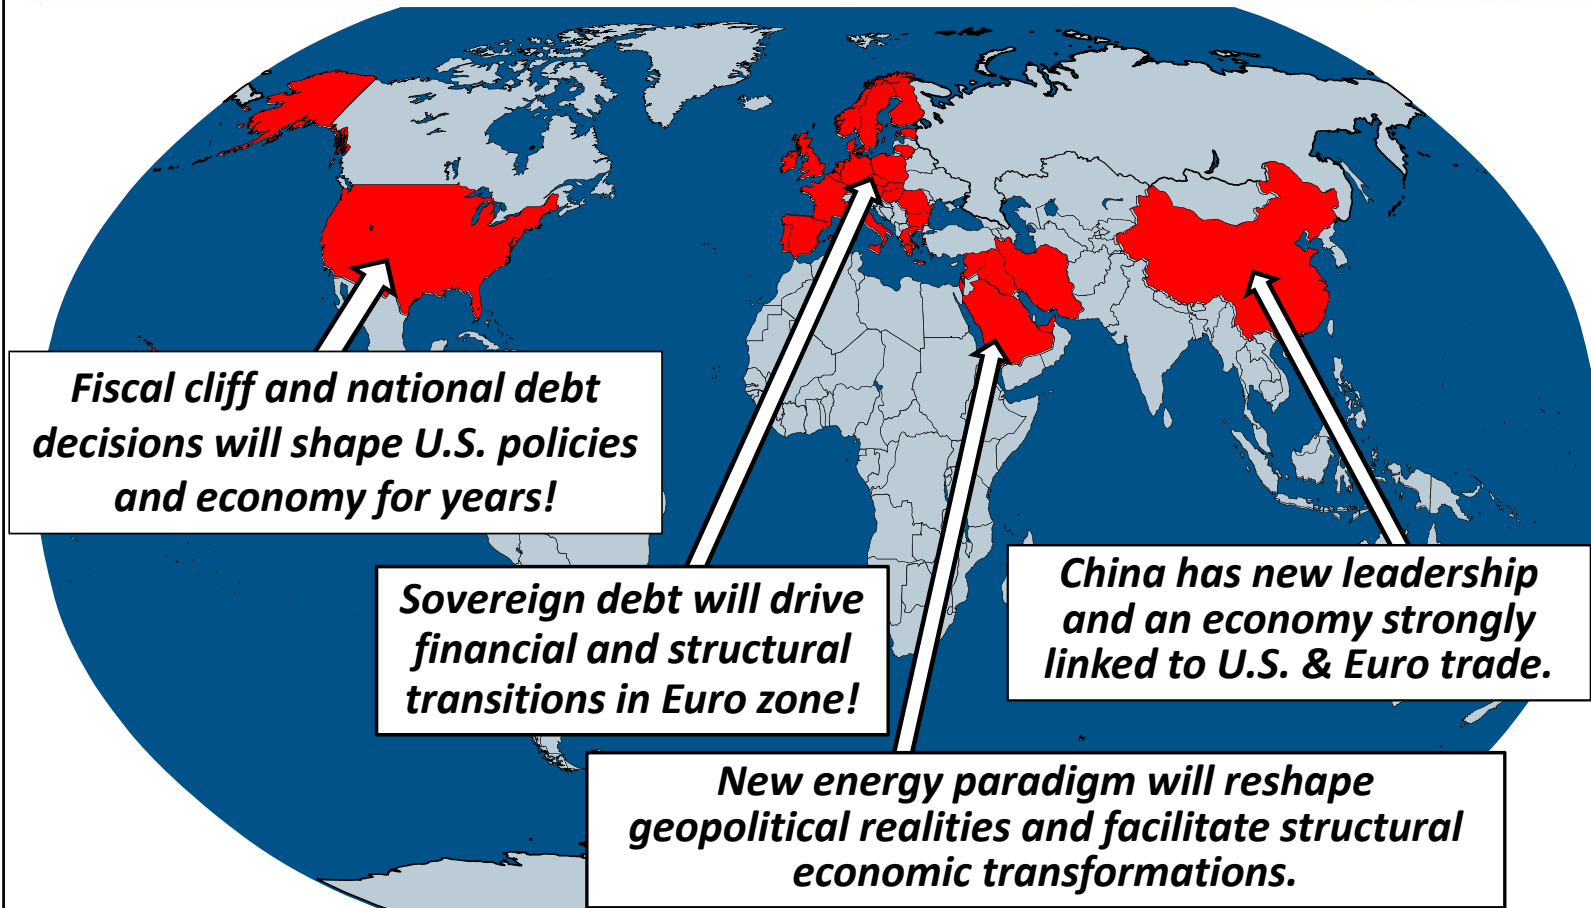 Fiscal cliff and national debt
decisions will shape U.S. policies
and economy for years!
Sovereign debt will drive
financial and structural
transitions in Euro zone!
China has new leadership
and an economy strongly
linked to U.S. & Euro trade.
New energy paradigm will reshape
geopolitical realities and facilitate structural
economic transformations.